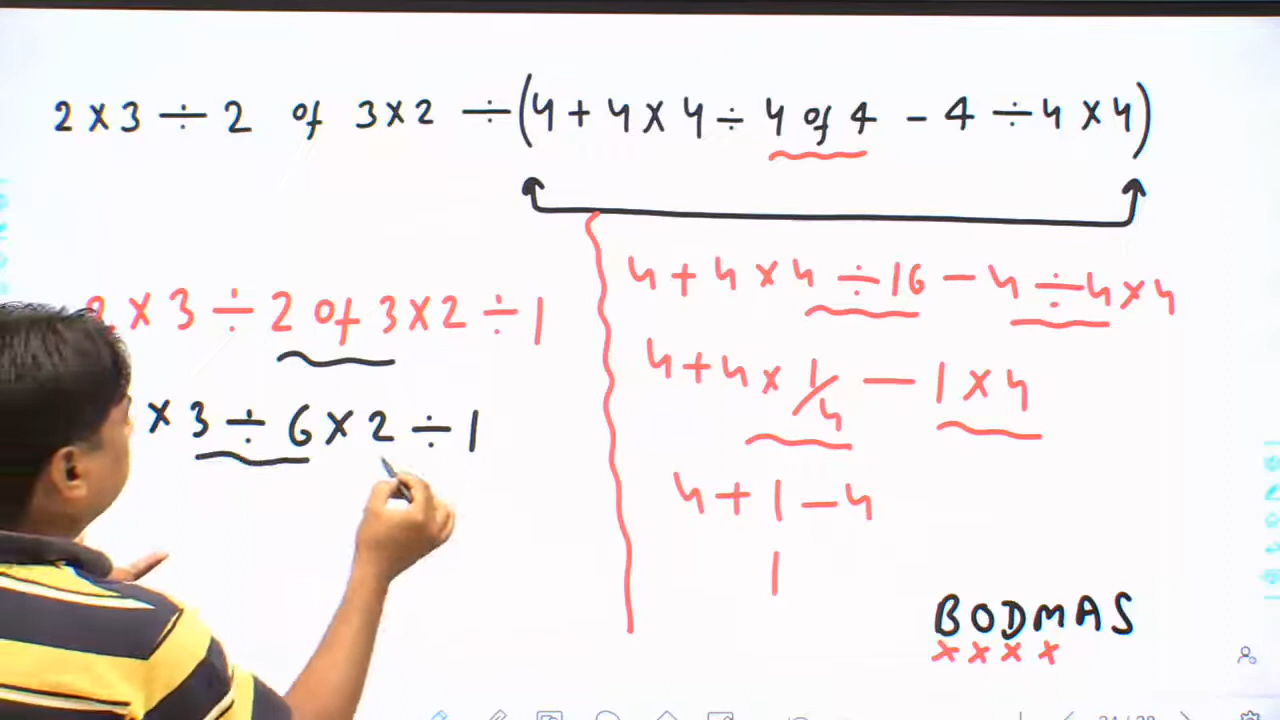 2 × 3 ÷ 2 of 3 × 2 ÷ (4 + 4 × 4 ÷ 4 of 4 - 4 ÷ 4 × 4)
4 + 4 × 4 ÷ 16 - 4 ÷ 4 × 4
2 × 3 ÷ 2 of 3 × 2 ÷ 1
4 + 4 × 1/4 - 1 × 4
× 3 ÷ 6 × 2 ÷ 1
4 + 1 - 4
1
BODMAS
× × × ×